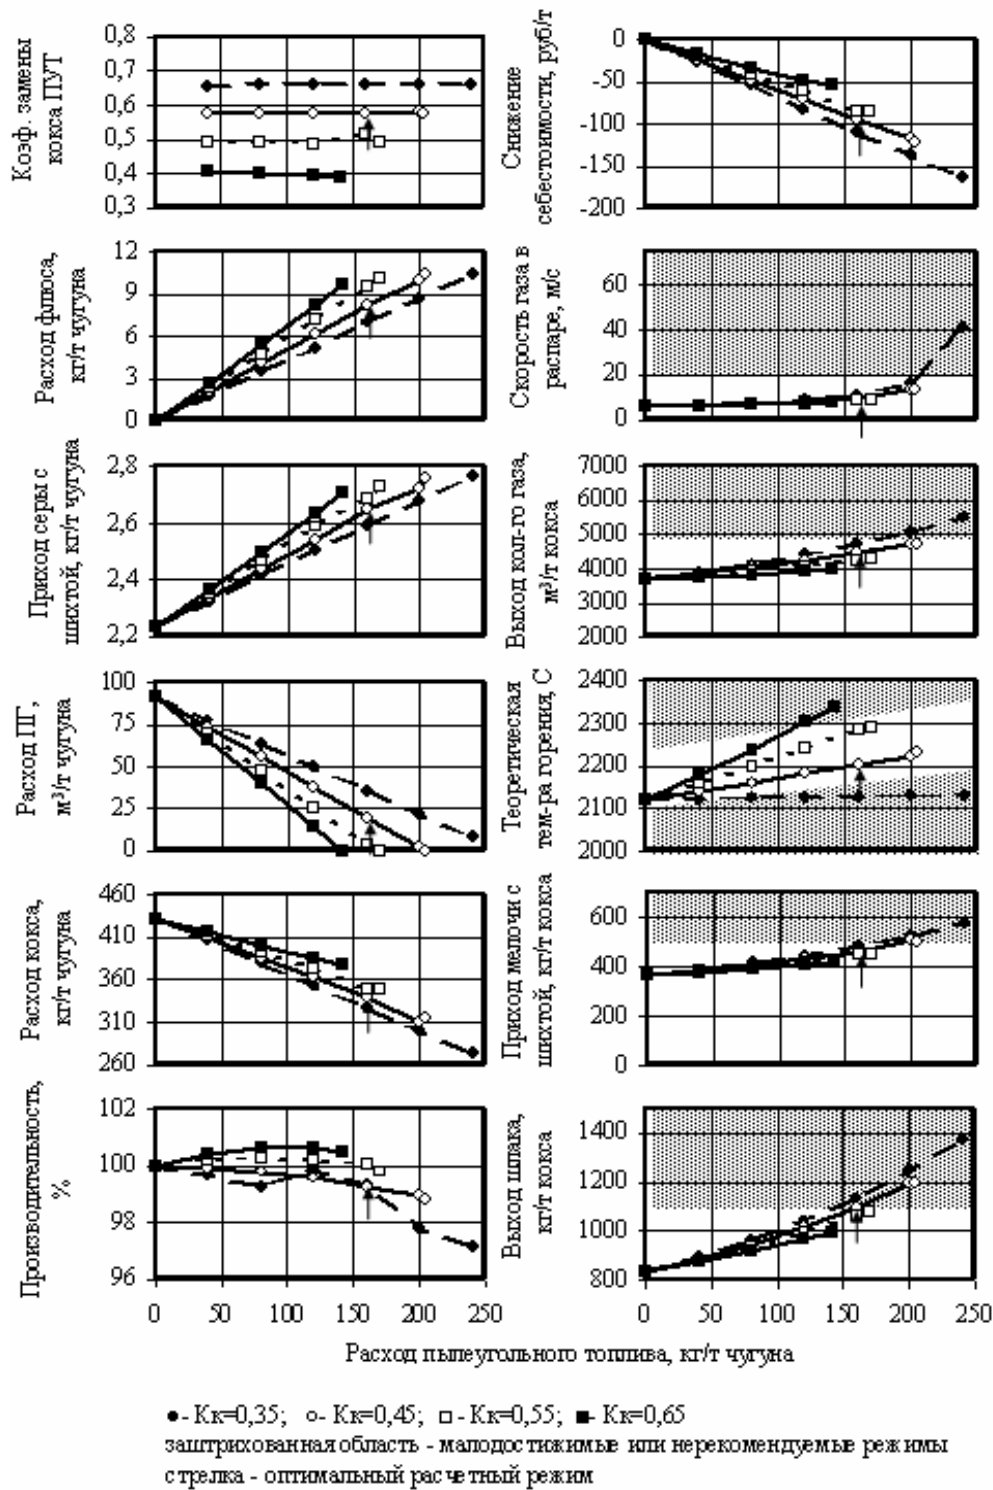 Коэф. замены
кокса ПУТ
0,8
0,7
0,6
0,5
0,4
0,3
Снижение
себестоимости, руб/т
0
-50
-100
-150
-200
Расход флюса,
кг/т чугуна
12
9
6
3
0
Скорость газа в
распаре, м/с
60
40
20
0
Приход серы с
шихтой, кг/т чугуна
2,8
2,6
2,4
2,2
Выход кол-го газа,
м³/т кокса
7000
6000
5000
4000
3000
2000
Расход ПГ,
м³/т чугуна
100
75
50
25
0
Теоретическая
тем-ра горения, С
2400
2300
2200
2100
2000
Расход кокса,
кг/т чугуна
460
410
360
310
260
Приход мелочи с
шихтой, кг/т кокса
600
400
200
0
Производительность,
%
102
100
98
96
0 50 100 150 200 250
Выход шлака,
кг/т кокса
1400
1200
1000
800
0 50 100 150 200 250
Расход пылеугольного топлива, кг/т чугуна
- Кк=0,35; - Кк=0,45; - Кк=0,55; - Кк=0,65
заштрихованная область - малодостижимые или нерекомендуемые режимы
стрелка - оптимальный расчетный режим